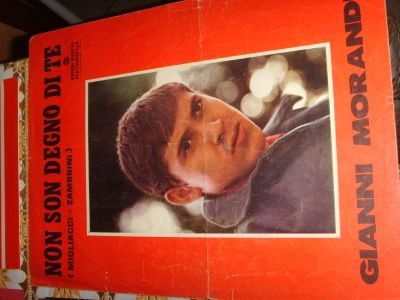 NON SON DEGNO DI TE
( MIGLIACCI - ZAMBRINI )
GIANNI MORANDI